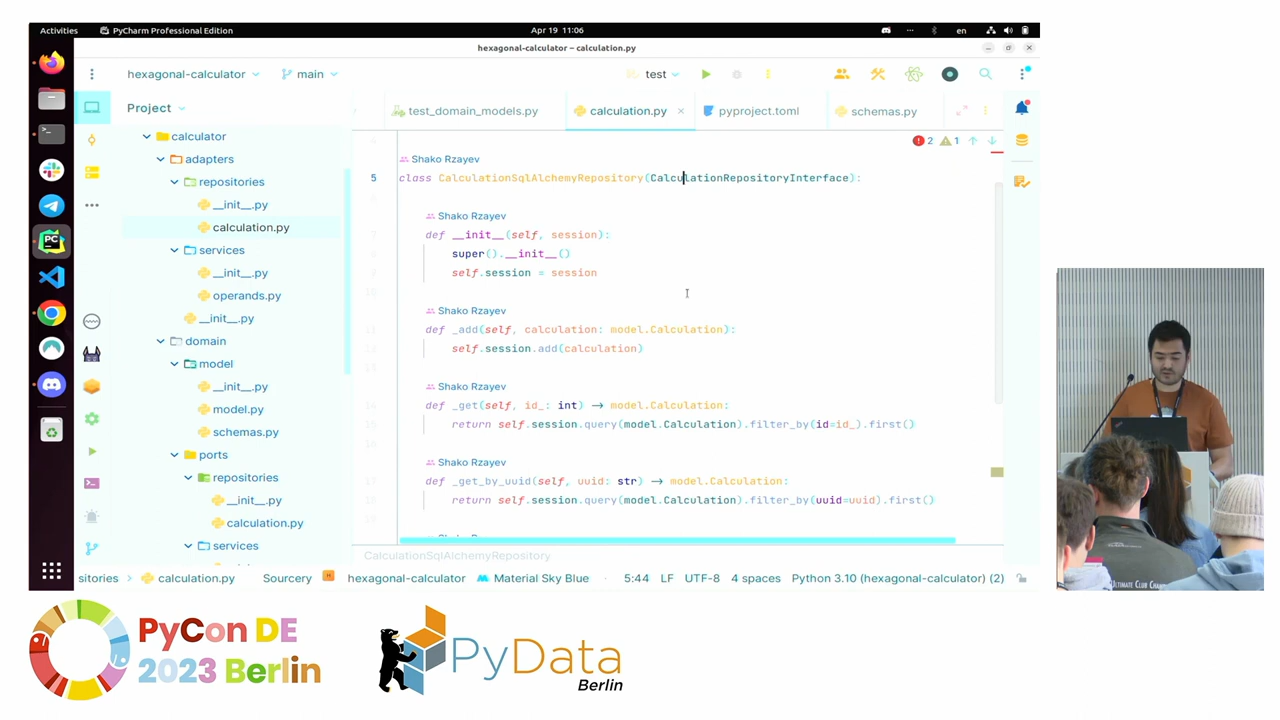 Activities
PyCharm Professional Edition
Apr 19 11:06
en
hexagonal-calculator – calculation.py
hexagonal-calculator
main
test
Project
test_domain_models.py
calculation.py
pyproject.toml
schemas.py
calculator
adapters
repositories
__init__.py
calculation.py
services
__init__.py
operands.py
__init__.py
domain
model
__init__.py
model.py
schemas.py
ports
repositories
__init__.py
calculation.py
services
2
1
Shako Rzayev
5
class CalculationSqlAlchemyRepository(CalculationRepositoryInterface):
Shako Rzayev
def __init__(self, session):
super().__init__()
self.session = session
Shako Rzayev
def _add(self, calculation: model.Calculation):
self.session.add(calculation)
Shako Rzayev
def _get(self, id_: int) → model.Calculation:
return self.session.query(model.Calculation).filter_by(id=id_).first()
Shako Rzayev
def _get_by_uuid(self, uuid: str) → model.Calculation:
return self.session.query(model.Calculation).filter_by(uuid=uuid).first()
CalculationSqlAlchemyRepository
sitories
calculation.py
Sourcery
hexagonal-calculator
Material Sky Blue
5:44
LF
UTF-8
4 spaces
Python 3.10 (hexagonal-calculator) (2)
ULTIMATE CLUB CHAM
PyCon DE
2023 Berlin
PyData
Berlin